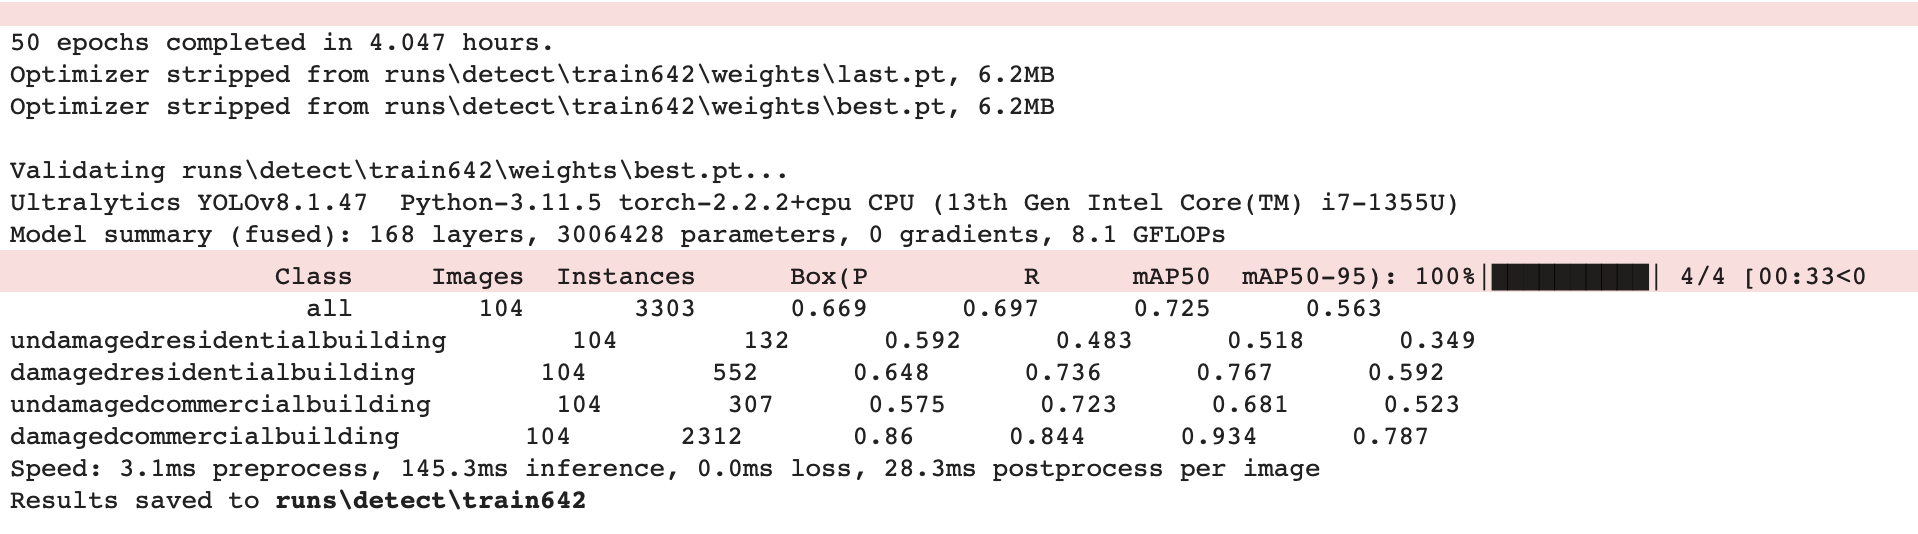 50 epochs completed in 4.047 hours.
Optimizer stripped from runs\detect\train642\weights\last.pt, 6.2MB
Optimizer stripped from runs\detect\train642\weights\best.pt, 6.2MB
Validating runs\detect\train642\weights\best.pt...
Ultralytics YOLOv8.1.47 Python-3.11.5 torch-2.2.2+cpu CPU (13th Gen Intel Core(TM) i7-1355U)
Model summary (fused): 168 layers, 3006428 parameters, 0 gradients, 8.1 GFLOPs
Class Images Instances Box(P R mAP50 mAP50-95): 100%|██████████| 4/4 [00:33<0
all 104 3303 0.669 0.697 0.725 0.563
undamagedresidentialbuilding 104 132 0.592 0.483 0.518 0.349
damagedresidentialbuilding 104 552 0.648 0.736 0.767 0.592
undamagedcommercialbuilding 104 307 0.575 0.723 0.681 0.523
damagedcommercialbuilding 104 2312 0.86 0.844 0.934 0.787
Speed: 3.1ms preprocess, 145.3ms inference, 0.0ms loss, 28.3ms postprocess per image
Results saved to runs\detect\train642